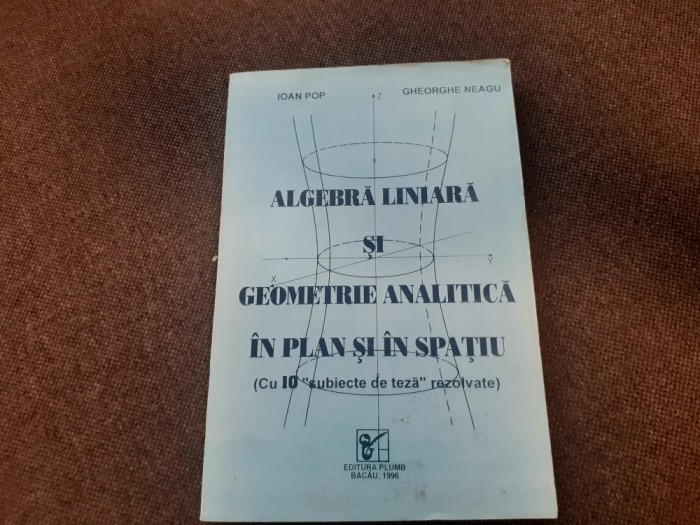 IOAN POP GHEORGHE NEAGU
Z
ALGEBRĂ LINIARĂ
ŞI
Y
X
GEOMETRIE ANALITICĂ
ÎN PLAN ŞI ÎN SPAŢIU
(Cu 10 "subiecte de teză" rezolvate)
EDITURA PLUMB
BACĂU, 1996